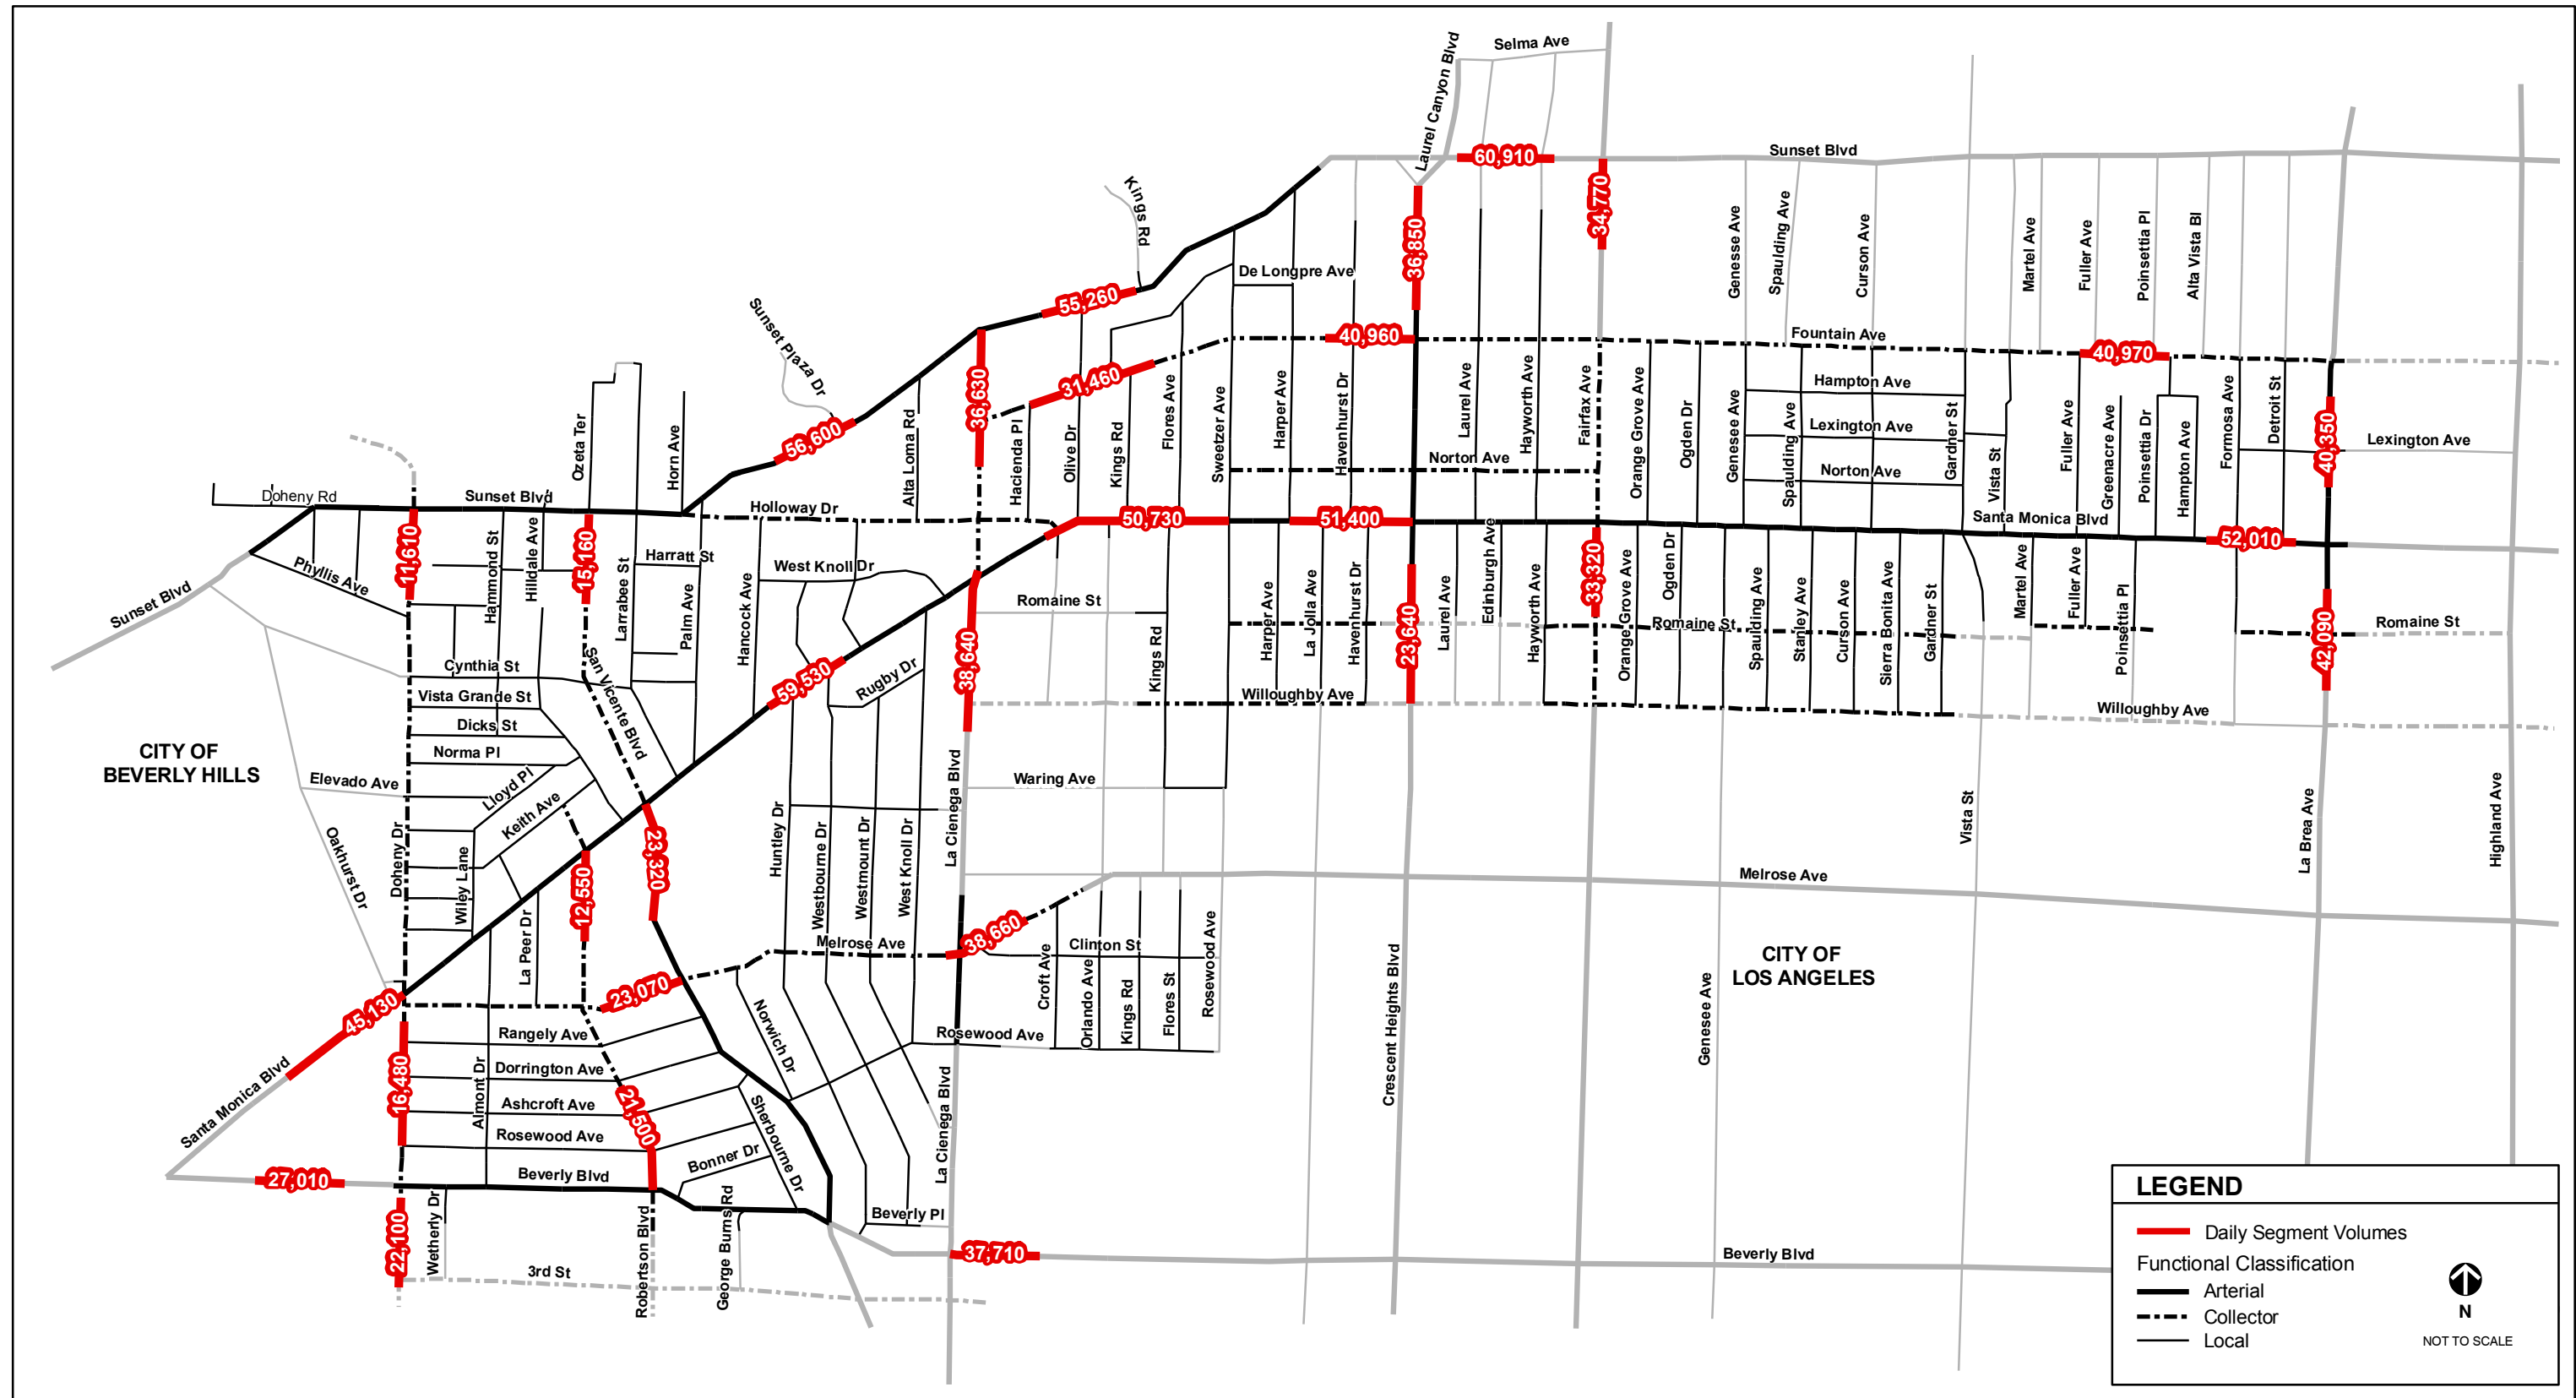 Selma Ave
Laurel Canyon Blvd
60,910
Sunset Blvd
34,770
Kings Rd
36,850
Genesse Ave
Spaulding Ave
Curson Ave
Martel Ave
Fuller Ave
Poinsettia Pl
Alta Vista Bl
De Longpre Ave
55,260
Sunset Plaza Dr
40,960
Fountain Ave
40,970
36,630
31,460
Hampton Ave
Lexington Ave
Norton Ave
Norton Ave
Lexington Ave
40,350
56,600
Ozeta Ter
Horn Ave
Alta Loma Rd
Hacienda Pl
Olive Dr
Kings Rd
Flores Ave
Sweetzer Ave
Harper Ave
Havenhurst Dr
Laurel Ave
Hayworth Ave
Fairfax Ave
Orange Grove Ave
Ogden Dr
Genesee Ave
Spaulding Ave
Gardner St
Vista St
Fuller Ave
Greenacre Ave
Poinsettia Dr
Hampton Ave
Formosa Ave
Detroit St
Doheny Rd
Sunset Blvd
Holloway Dr
50,730
51,400
Santa Monica Blvd
52,010
11,610
15,160
Hammond St
Hilldale Ave
Larrabee St
Harratt St
Palm Ave
Hancock Ave
West Knoll Dr
Phyllis Ave
Sunset Blvd
Romaine St
Kings Rd
Harper Ave
La Jolla Ave
Havenhurst Dr
23,640
Laurel Ave
Edinburgh Ave
Hayworth Ave
33,320
Orange Grove Ave
Ogden Dr
Romaine St
Spaulding Ave
Stanley Ave
Curson Ave
Sierra Bonita Ave
Gardner St
Martel Ave
Fuller Ave
Poinsettia Pl
42,090
Romaine St
38,640
59,530
Rugby Dr
Cynthia St
Vista Grande St
San Vicente Blvd
Dicks St
Norma Pl
Willoughby Ave
Willoughby Ave
CITY OF
BEVERLY HILLS
Elevado Ave
Lloyd Pl
Keith Ave
Waring Ave
Oakhurst Dr
Doheny Dr
Wiley Lane
La Peer Dr
12,550
23,320
Huntley Dr
Westbourne Dr
Westmount Dr
West Knoll Dr
La Cienega Blvd
Vista St
La Brea Ave
Highland Ave
Melrose Ave
Melrose Ave
38,660
Clinton St
Croft Ave
Orlando Ave
Kings Rd
Flores St
Rosewood Ave
Crescent Heights Blvd
Genesee Ave
CITY OF
LOS ANGELES
45,130
23,070
Santa Monica Blvd
16,480
Rangely Ave
Norwich Dr
Rosewood Ave
Almont Dr
Dorrington Ave
Ashcroft Ave
21,500
Sherbourne Dr
La Cienega Blvd
Rosewood Ave
Bonner Dr
27,010
Beverly Blvd
22,100
Wetherly Dr
Robertson Blvd
George Burns Rd
Beverly Pl
37,710
Beverly Blvd
3rd St
LEGEND
Daily Segment Volumes
Functional Classification
Arterial
Collector
Local
N
NOT TO SCALE